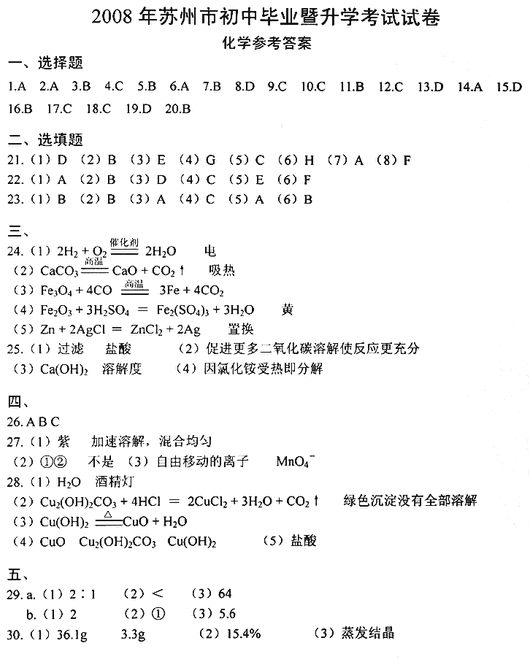 2008 年苏州市初中毕业暨升学考试试卷
化学参考答案
一、选择题
1.A 2.A 3.B 4.C 5.B 6.A 7.B 8.D 9.C 10.C 11.B 12.C 13.D 14.A 15.D
16.B 17.C 18.C 19.D 20.B
二、选填题
21.（1）D （2）B （3）E （4）G （5）C （6）H （7）A （8）F
22.（1）A （2）B （3）D （4）C （5）E （6）F
23.（1）B （2）B （3）A （4）C （5）A （6）B
三、
24.（1）2H₂ + O₂ 催化剂═══ 2H₂O 电
（2）CaCO₃ 高温═══ CaO + CO₂↑ 吸热
（3）Fe₃O₄ + 4CO 高温═══ 3Fe + 4CO₂
（4）Fe₂O₃ + 3H₂SO₄ ═ Fe₂(SO₄)₃ + 3H₂O 黄
（5）Zn + 2AgCl ═ ZnCl₂ + 2Ag 置换
25.（1）过滤 盐酸 （2）促进更多二氧化碳溶解使反应更充分
（3）Ca(OH)₂ 溶解度 （4）因氯化铵受热即分解
四、
26. A B C
27.（1）紫 加速溶解，混合均匀
（2）①② 不是 （3）自由移动的离子 MnO₄⁻
28.（1）H₂O 酒精灯
（2）Cu₂(OH)₂CO₃ + 4HCl ═ 2CuCl₂ + 3H₂O + CO₂↑ 绿色沉淀没有全部溶解
（3）Cu(OH)₂ △═══ CuO + H₂O
（4）CuO Cu₂(OH)₂CO₃ Cu(OH)₂ （5）盐酸
五、
29. a.（1）2∶1 （2）＜ （3）64
b.（1）2 （2）① （3）5.6
30.（1）36.1g 3.3g （2）15.4% （3）蒸发结晶